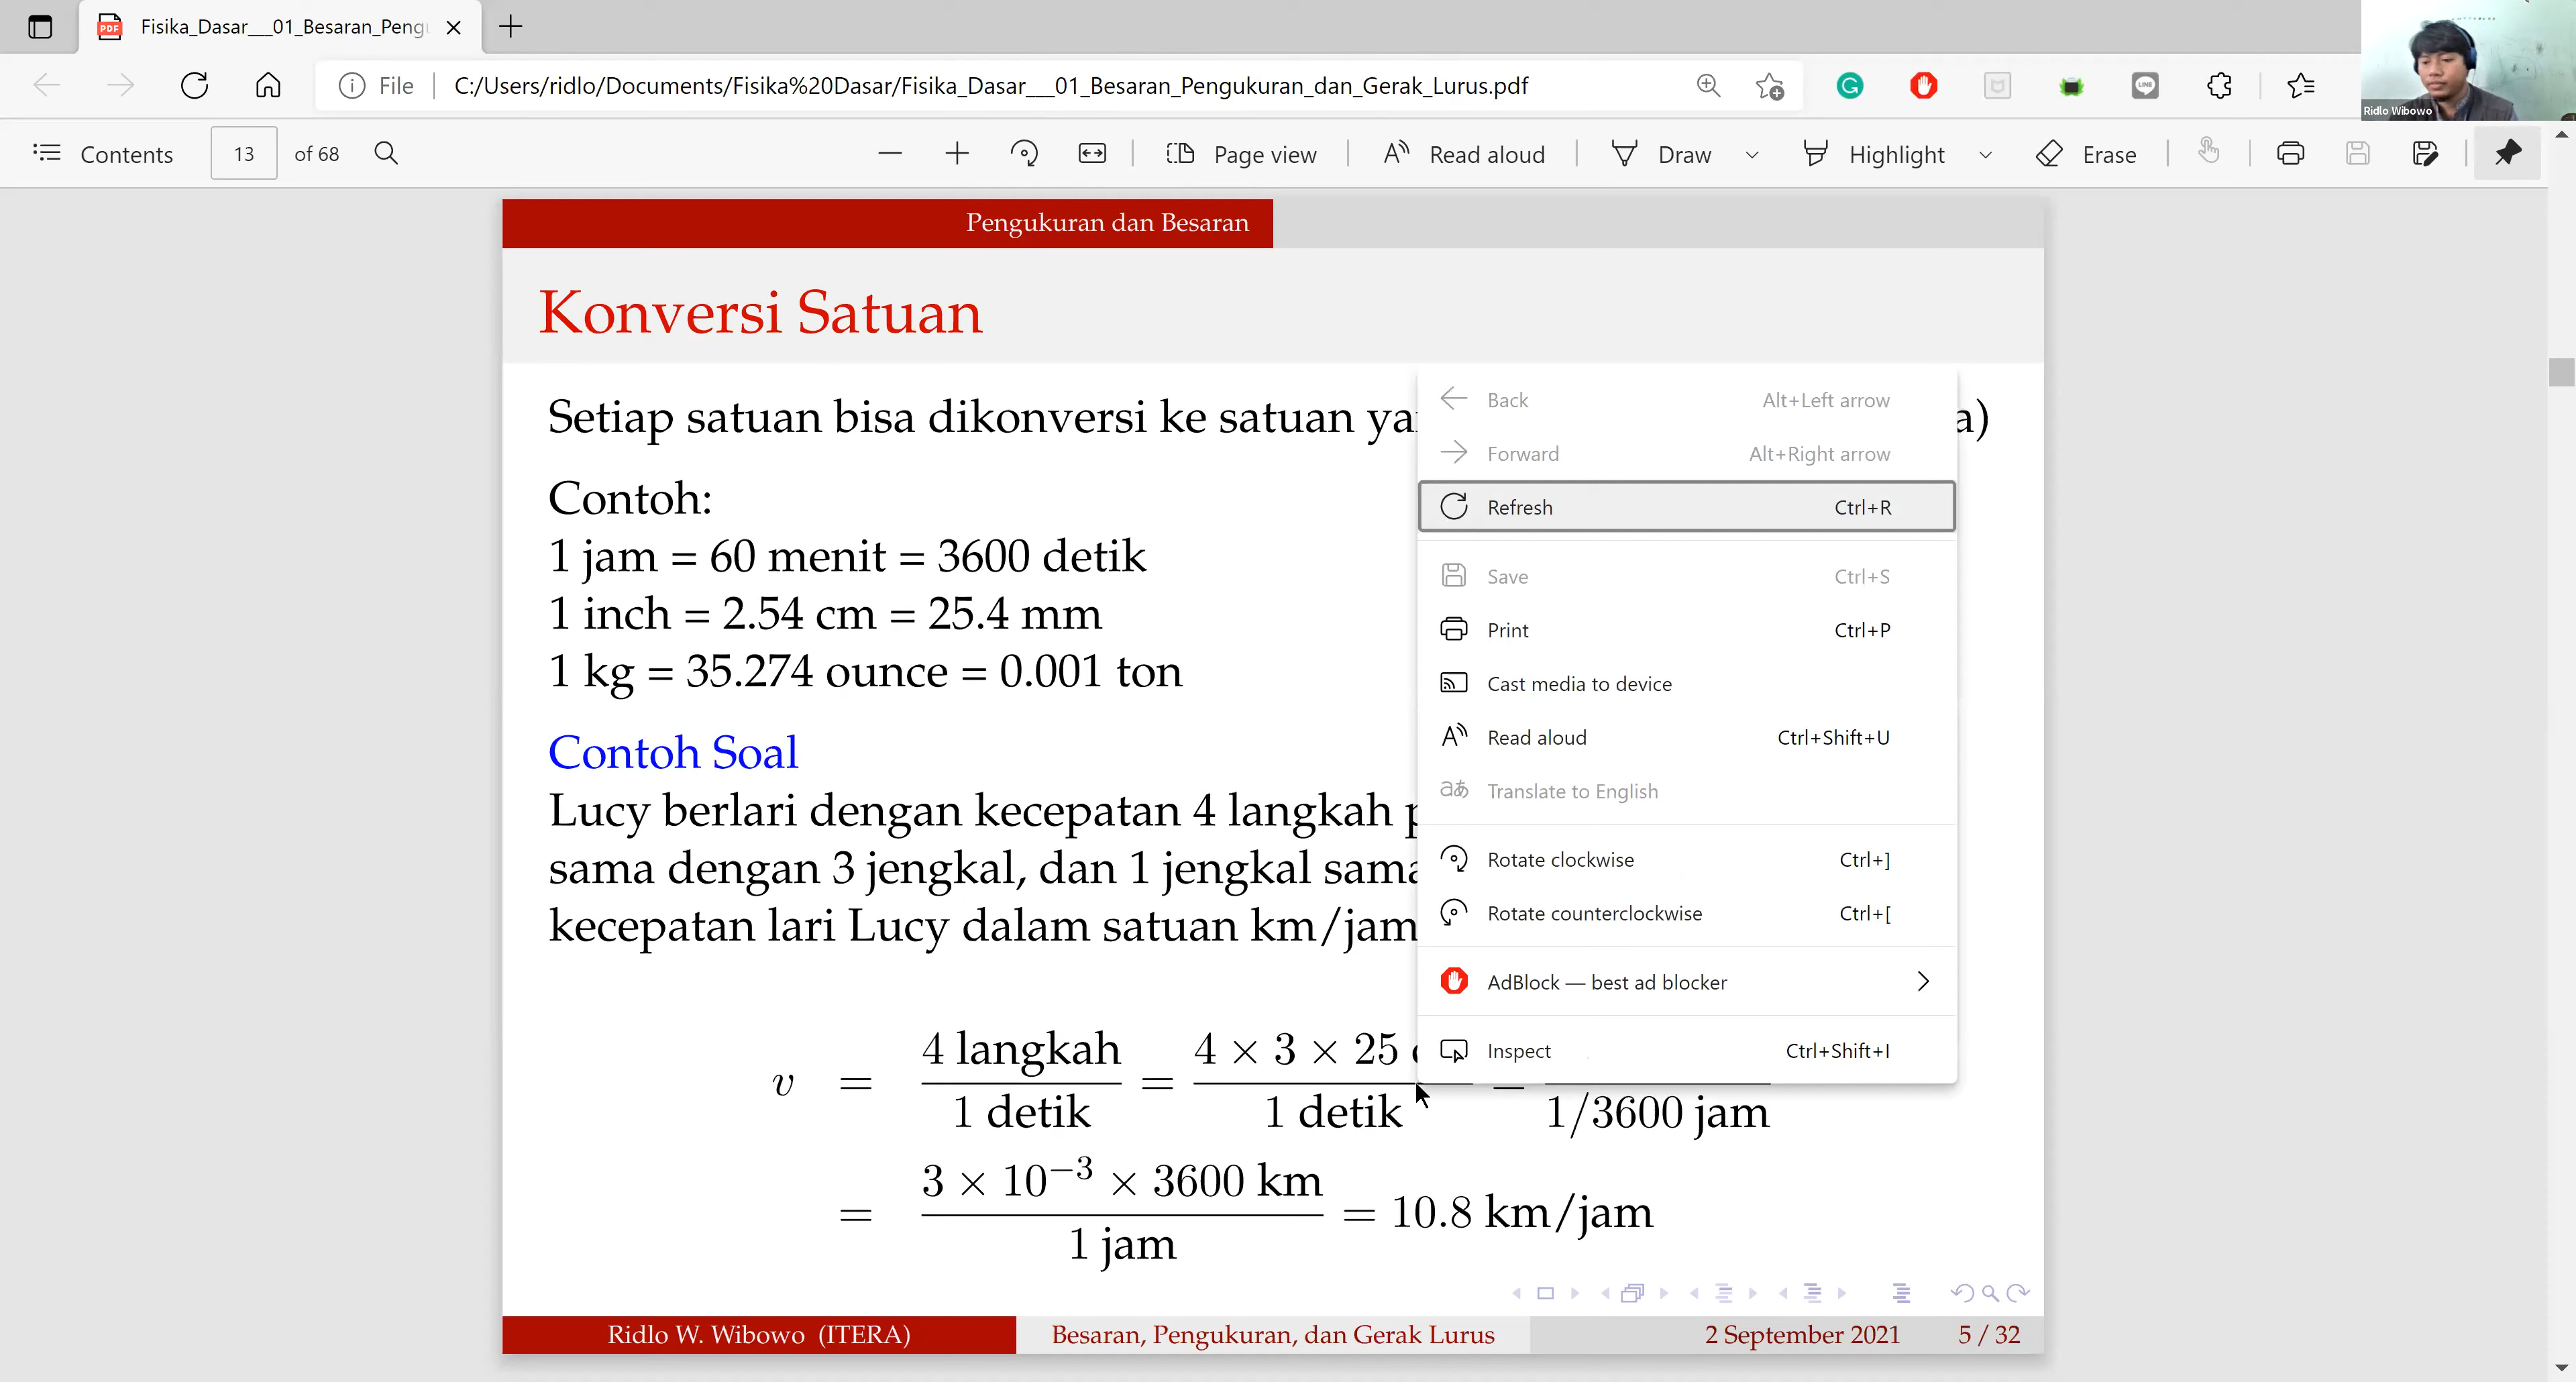 Fisika_Dasar___01_Besaran_Peng
File
C:/Users/ridlo/Documents/Fisika%20Dasar/Fisika_Dasar___01_Besaran_Pengukuran_dan_Gerak_Lurus.pdf
LINE
Ridlo Wibowo
Contents
13 of 68
Page view
Read aloud
Draw
Highlight
Erase
Pengukuran dan Besaran
Konversi Satuan
Setiap satuan bisa dikonversi ke satuan a)
Contoh:
1 jam = 60 menit = 3600 detik
1 inch = 2.54 cm = 25.4 mm
1 kg = 35.274 ounce = 0.001 ton
Contoh Soal
Lucy berlari dengan kecepatan 4 langkah
sama dengan 3 jengkal, dan 1 jengkal sama
kecepatan lari Lucy dalam satuan km/jam
v = 4 langkah / 1 detik = 4 × 3 × 25 / 1 detik = 1/3600 jam
= 3 × 10⁻³ × 3600 km / 1 jam = 10.8 km/jam
Back Alt+Left arrow
Forward Alt+Right arrow
Refresh Ctrl+R
Save Ctrl+S
Print Ctrl+P
Cast media to device
Read aloud Ctrl+Shift+U
Translate to English
Rotate clockwise Ctrl+]
Rotate counterclockwise Ctrl+[
AdBlock — best ad blocker
Inspect Ctrl+Shift+I
Ridlo W. Wibowo (ITERA)
Besaran, Pengukuran, dan Gerak Lurus
2 September 2021
5 / 32